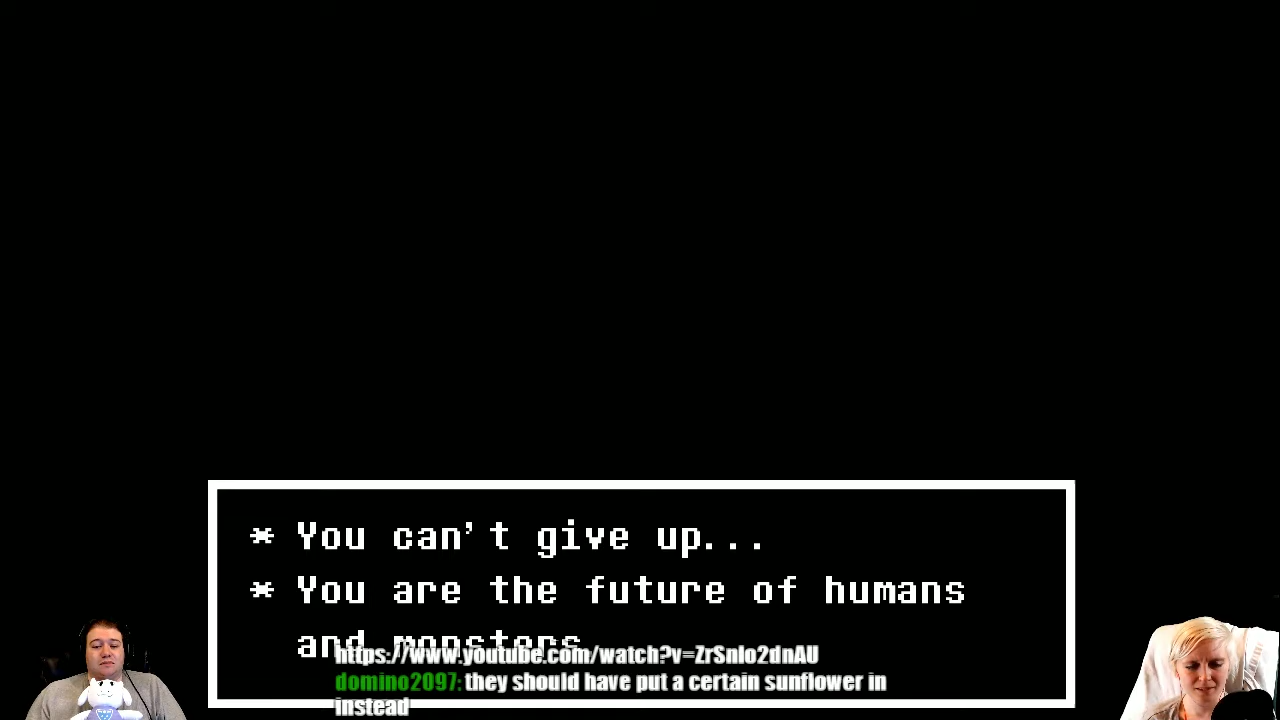 * You can't give up...
* You are the future of humans
and monsters.
https://www.youtube.com/watch?v=ZrSnIo2dnAU
domino2097: they should have put a certain sunflower in
instead